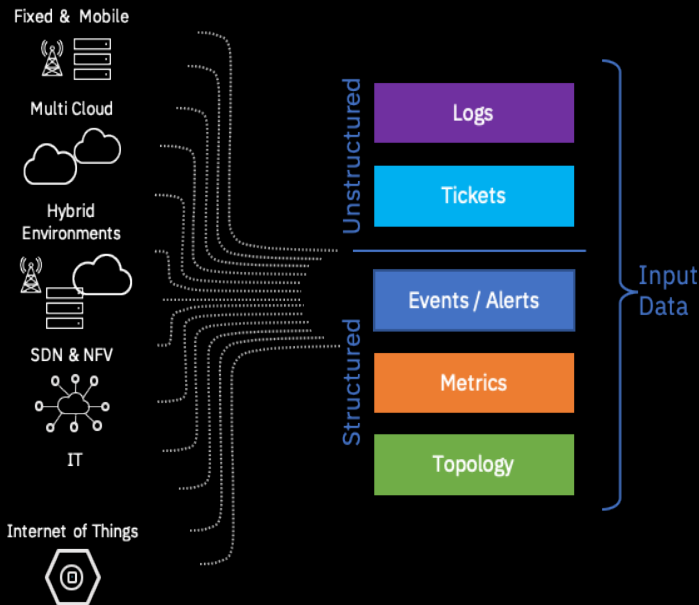 Fixed & Mobile
Multi Cloud
Hybrid
Environments
SDN & NFV
IT
Internet of Things
Unstructured
Logs
Tickets
Structured
Events / Alerts
Metrics
Topology
Input
Data